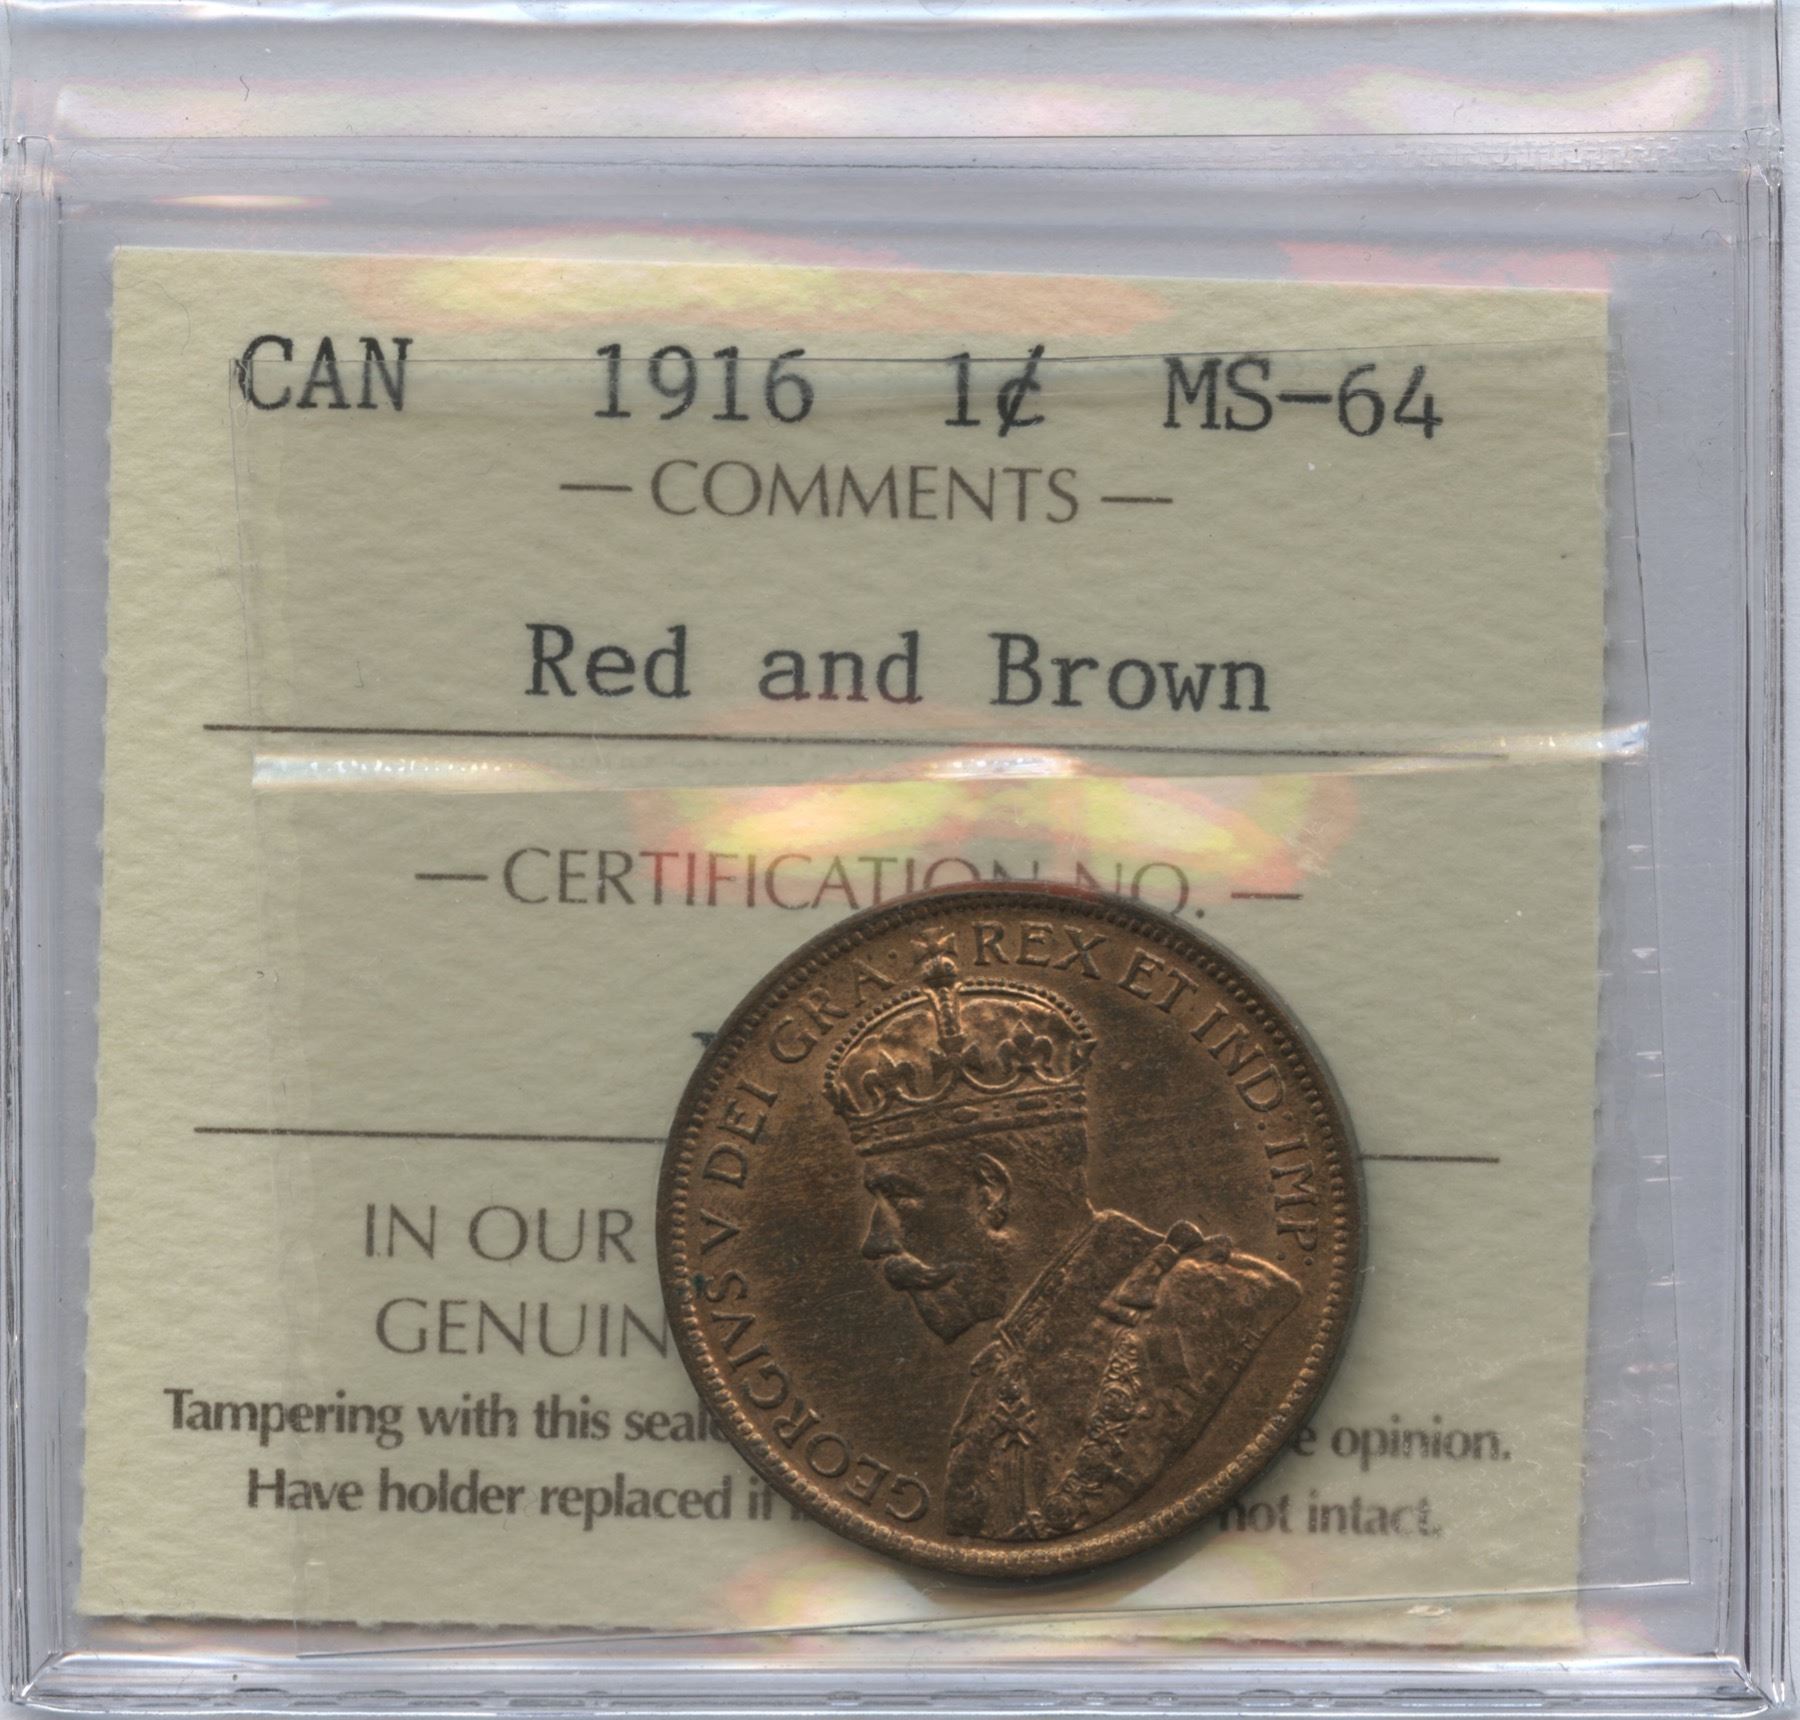 CAN 1916 1¢ MS-64
— COMMENTS —
Red and Brown
— CERTIFICATION NO. —
IN OUR
GENUIN
Tampering with this seale e opinion.
Have holder replaced if not intact.
GEORGIVS V DEI GRA: REX ET IND: IMP: